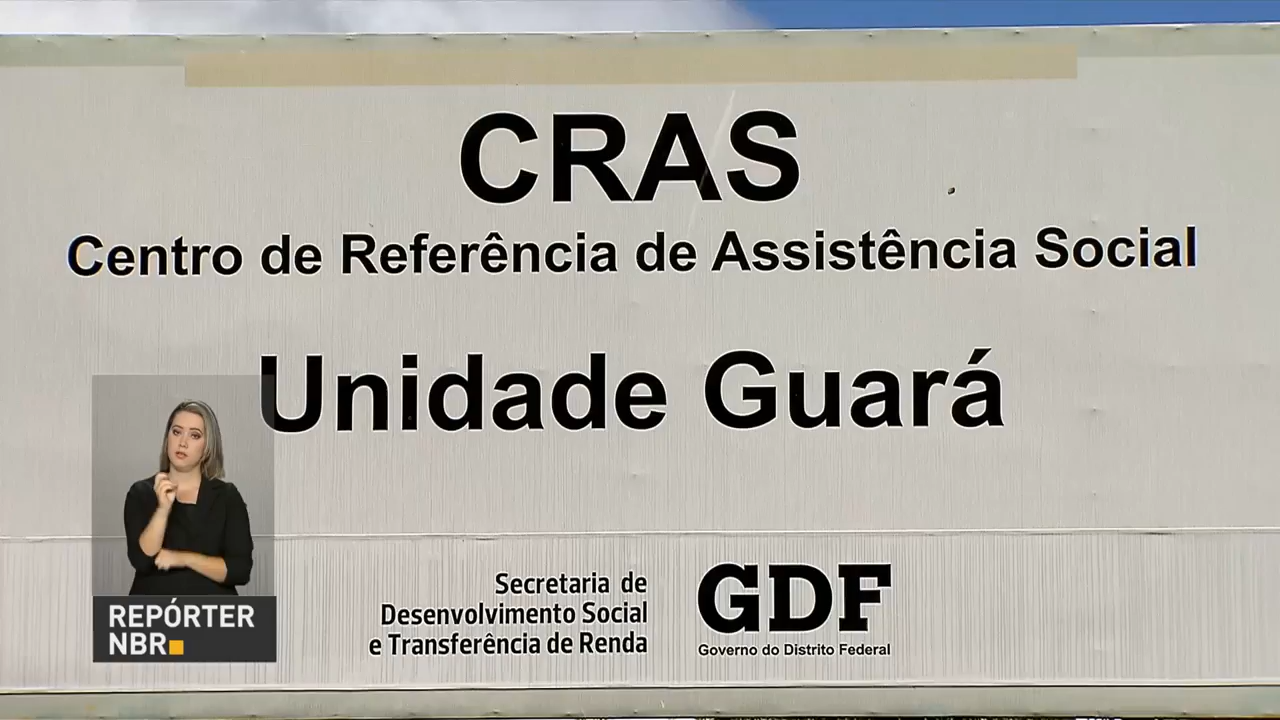 CRAS
Centro de Referência de Assistência Social
Unidade Guará
Secretaria de
Desenvolvimento Social
e Transferência de Renda
GDF
Governo do Distrito Federal
REPÓRTER
NBR